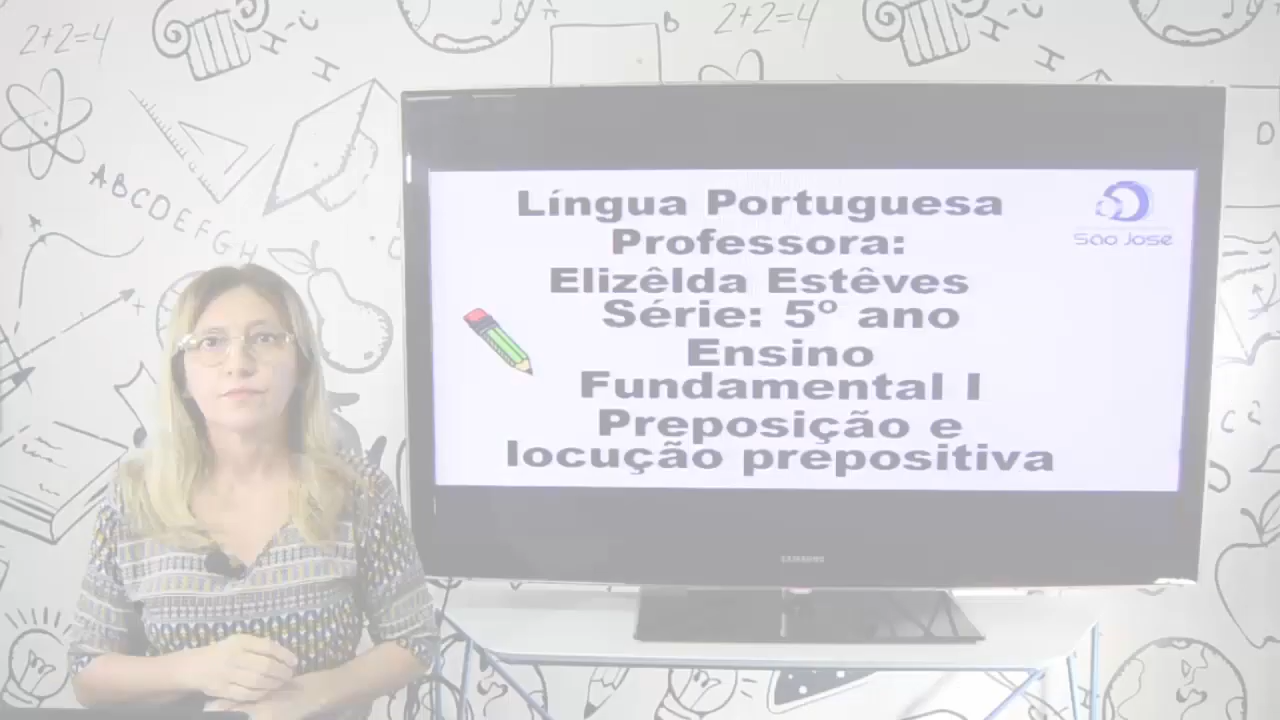 2+2=4
2+2=4
B
H
H
H
ABCDEFGH
D
Língua Portuguesa
Professora:
Elizêlda Estêves
Série: 5º ano
Ensino
Fundamental I
Preposição e
locução prepositiva
São José
SAMSUNG